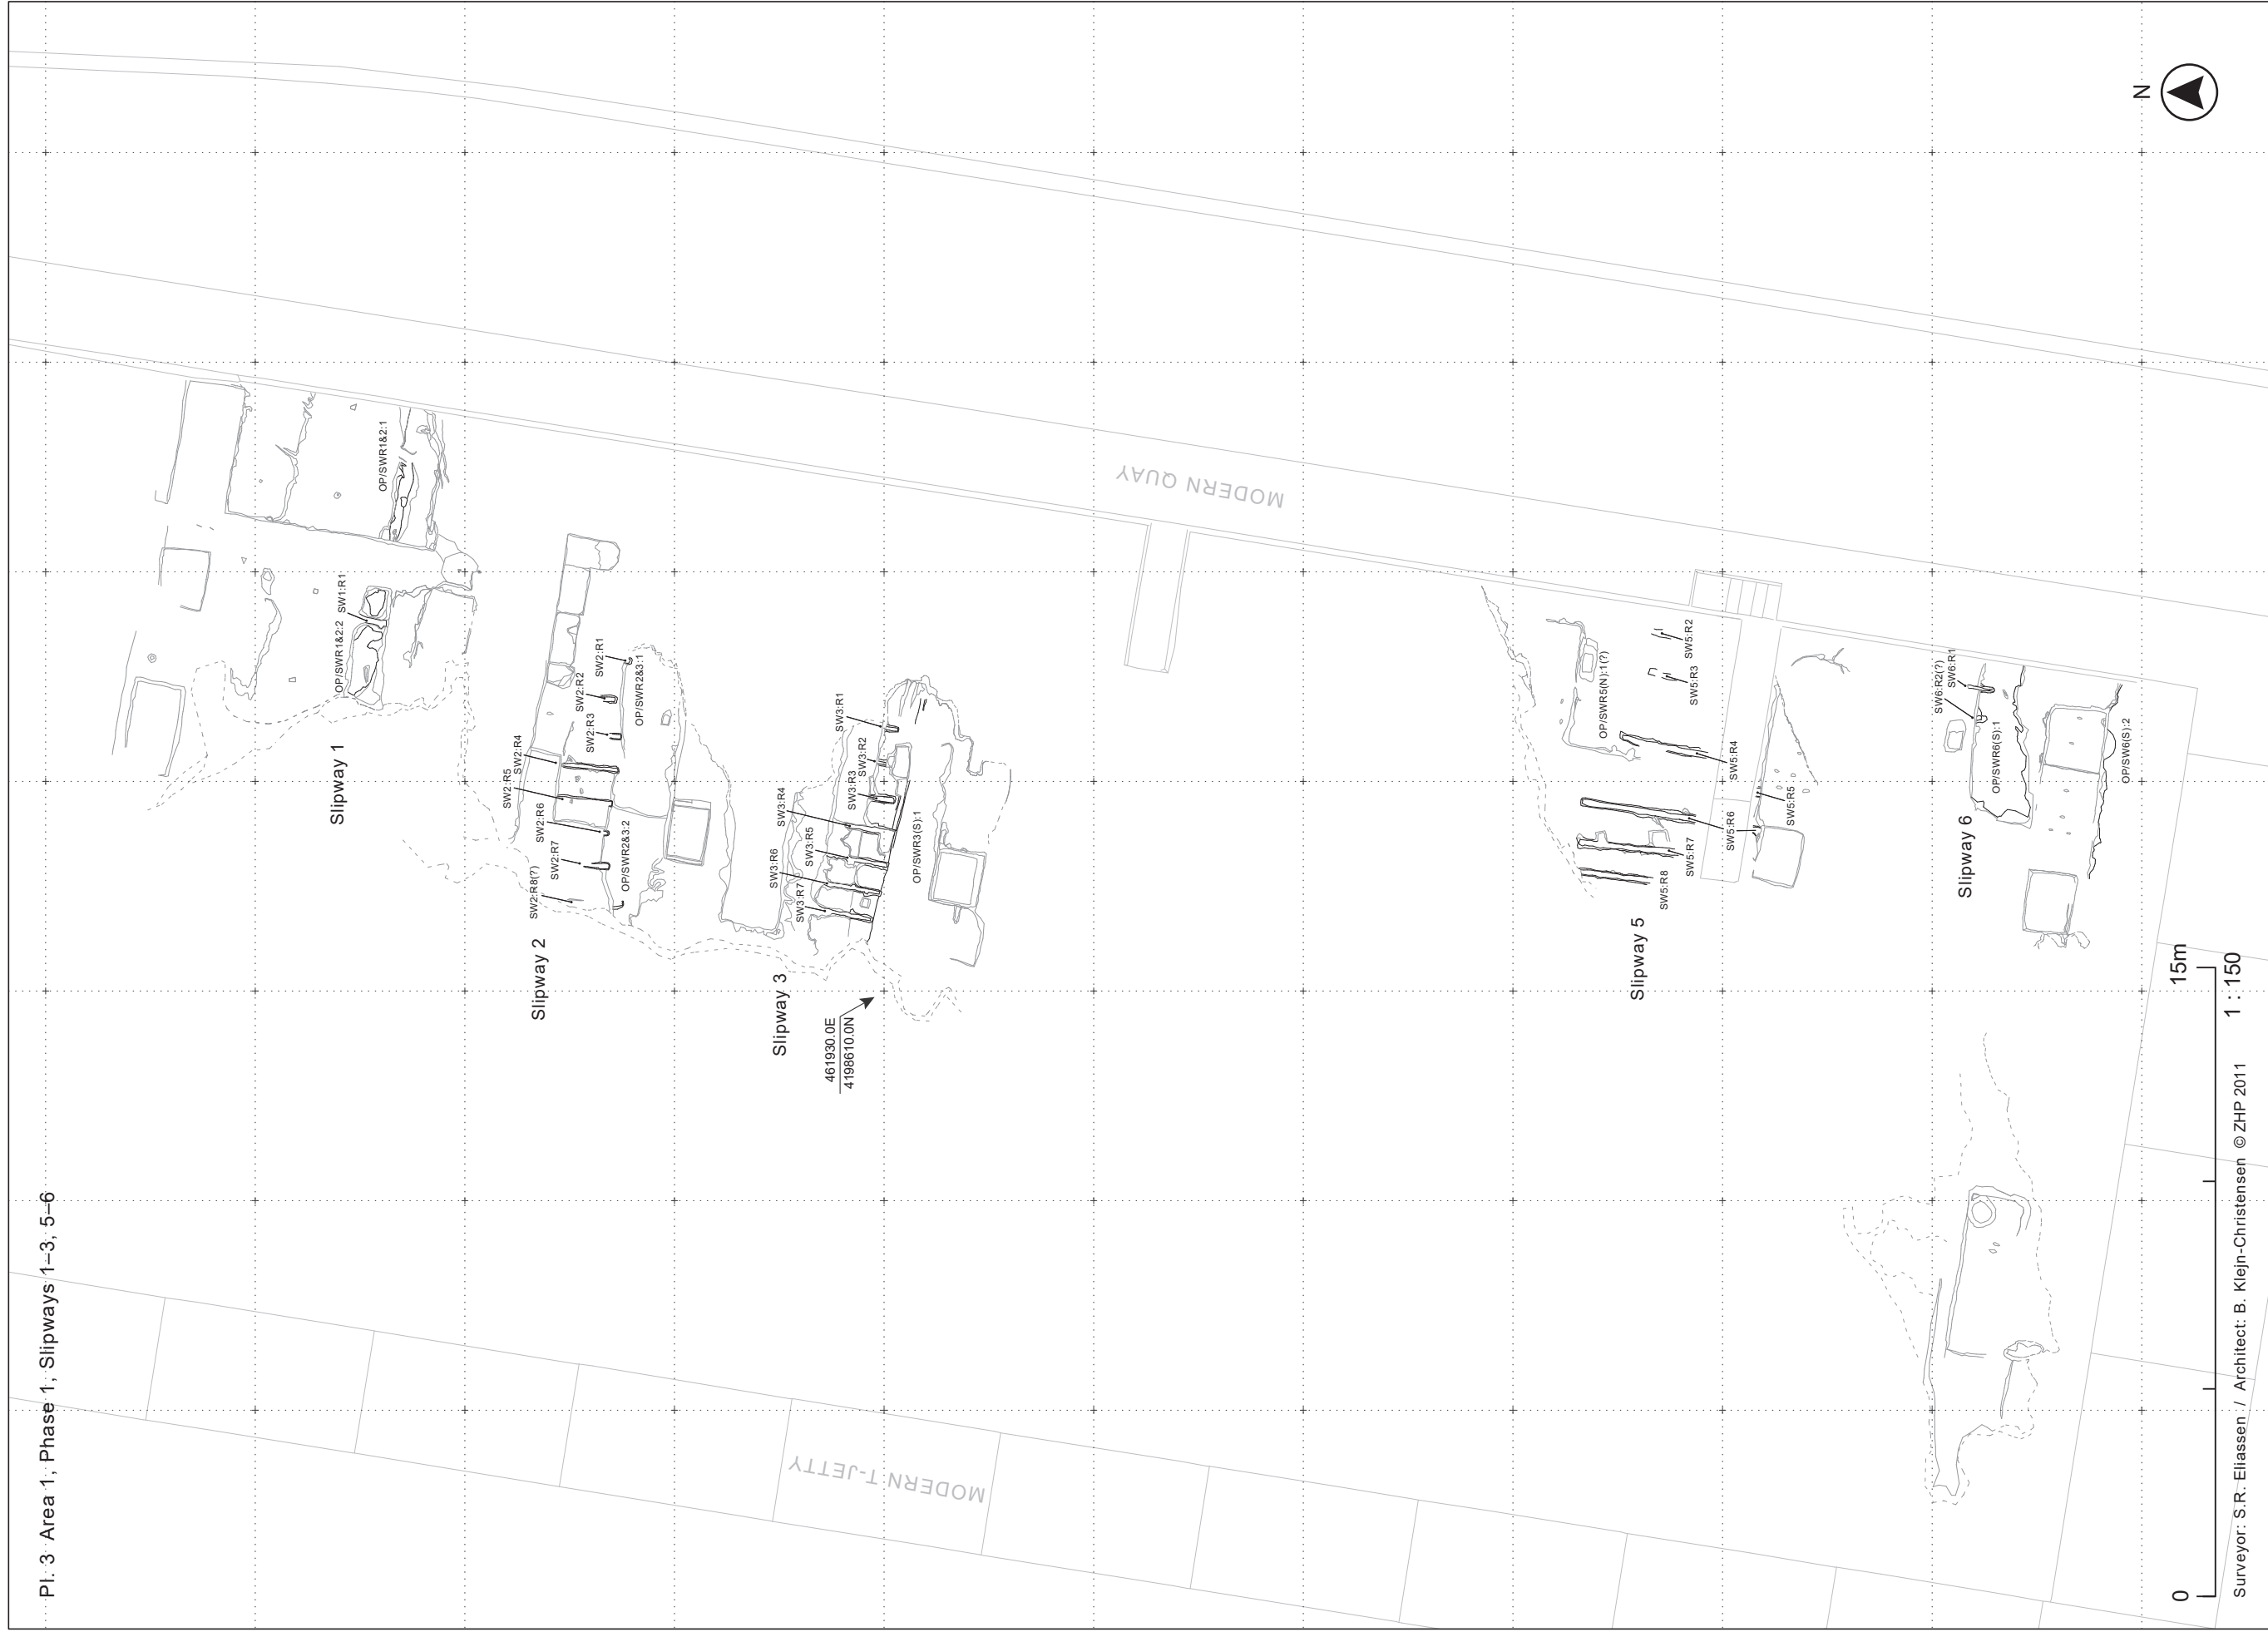 Pl. 3 Area 1, Phase 1, Slipways 1–3, 5–6
Slipway 1
OP/SWR1&2:2
SW1:R1
OP/SWR1&2:1
Slipway 2
SW2:R8(?)
SW2:R7
SW2:R6
SW2:R5
SW2:R4
SW2:R3
SW2:R2
SW2:R1
OP/SWR2&3:2
OP/SWR2&3:1
Slipway 3
SW3:R7
SW3:R6
SW3:R5
SW3:R4
SW3:R3
SW3:R2
SW3:R1
OP/SWR3(S):1
461930.0E
4198610.0N
MODERN T-JETTY
MODERN QUAY
Slipway 5
OP/SWR5(N):1(?)
SW5:R8
SW5:R7
SW5:R6
SW5:R5
SW5:R4
SW5:R3
SW5:R2
Slipway 6
SW6:R2(?)
SW6:R1
OP/SWR6(S):1
OP/SW6(S):2
N
0
15m
1 : 150
Surveyor: S.R. Eliassen / Architect: B. Klejn-Christensen © ZHP 2011